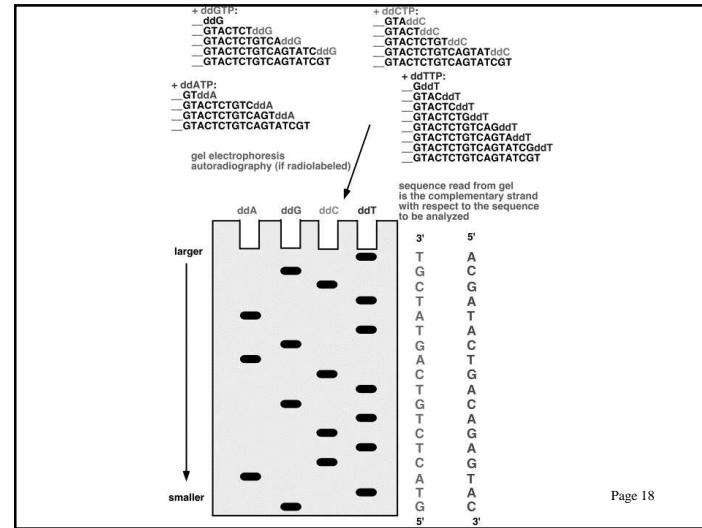 + ddGTP:
__ddG
__GTACTCTddG
__GTACTCTGTCAddG
__GTACTCTGTCAGTATCddG
__GTACTCTGTCAGTATCGT
+ ddCTP:
__GTAddC
__GTACTddC
__GTACTCTGTddC
__GTACTCTGTCAGTATddC
__GTACTCTGTCAGTATCGT
+ ddATP:
__GTddA
__GTACTCTGTCddA
__GTACTCTGTCAGTddA
__GTACTCTGTCAGTATCGT
+ ddTTP:
__GddT
__GTACddT
__GTACTCddT
__GTACTCTGddT
__GTACTCTGTCAGddT
__GTACTCTGTCAGTAddT
__GTACTCTGTCAGTATCGddT
__GTACTCTGTCAGTATCGT
gel electrophoresis
autoradiography (if radiolabeled)
sequence read from gel
is the complementary strand
with respect to the sequence
to be analyzed
ddA ddG ddC ddT
3' 5'
larger
T A
G C
C G
T A
A T
T A
G C
A T
C G
T A
G C
T A
C G
T A
C G
A T
T A
G C
smaller
5' 3'
Page 18